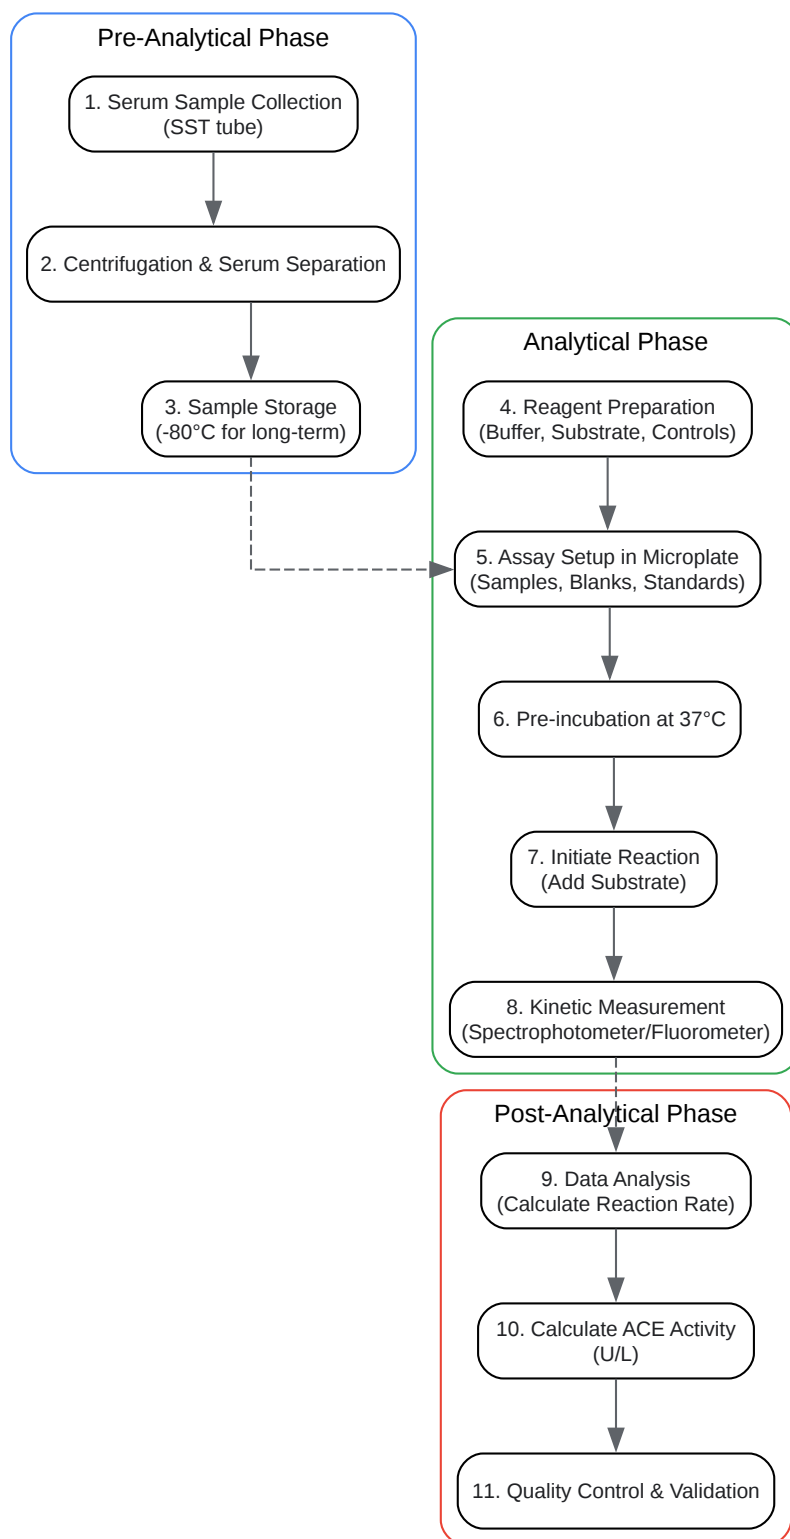 Pre-Analytical Phase
1. Serum Sample Collection
(SST tube)
2. Centrifugation & Serum Separation
3. Sample Storage
(-80°C for long-term)
Analytical Phase
4. Reagent Preparation
(Buffer, Substrate, Controls)
5. Assay Setup in Microplate
(Samples, Blanks, Standards)
6. Pre-incubation at 37°C
7. Initiate Reaction
(Add Substrate)
8. Kinetic Measurement
(Spectrophotometer/Fluorometer)
Post-Analytical Phase
9. Data Analysis
(Calculate Reaction Rate)
10. Calculate ACE Activity
(U/L)
11. Quality Control & Validation